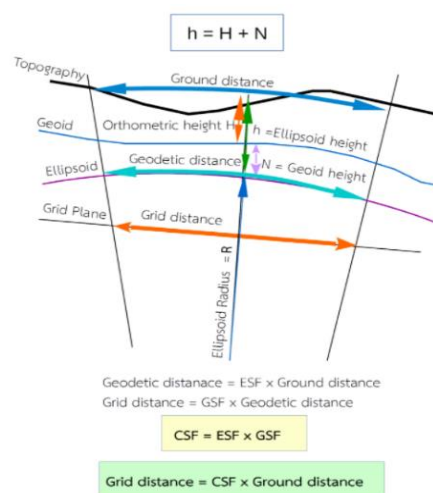 h = H + N
Topography
Ground distance
Geoid
Orthometric height H
h =Ellipsoid height
Ellipsoid
Geodetic distance
N = Geoid height
Grid Plane
Grid distance
Ellipsoid Radius = R
Geodetic distanace = ESF x Ground distance
Grid distance = GSF x Geodetic distance
CSF = ESF x GSF
Grid distance = CSF x Ground distance